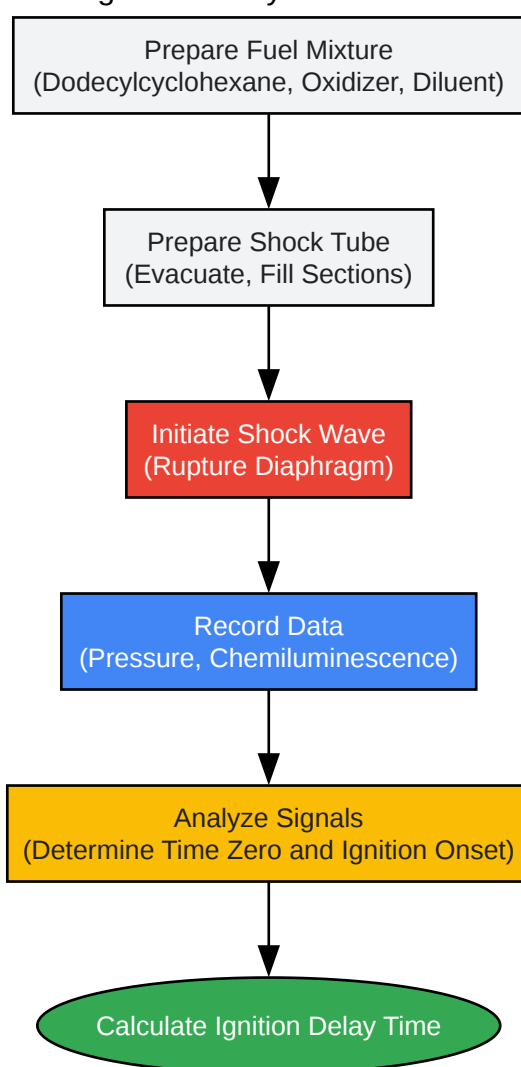 Prepare Fuel Mixture
(Dodecylcyclohexane, Oxidizer, Diluent)
Prepare Shock Tube
(Evacuate, Fill Sections)
Initiate Shock Wave
(Rupture Diaphragm)
Record Data
(Pressure, Chemiluminescence)
Analyze Signals
(Determine Time Zero and Ignition Onset)
Calculate Ignition Delay Time